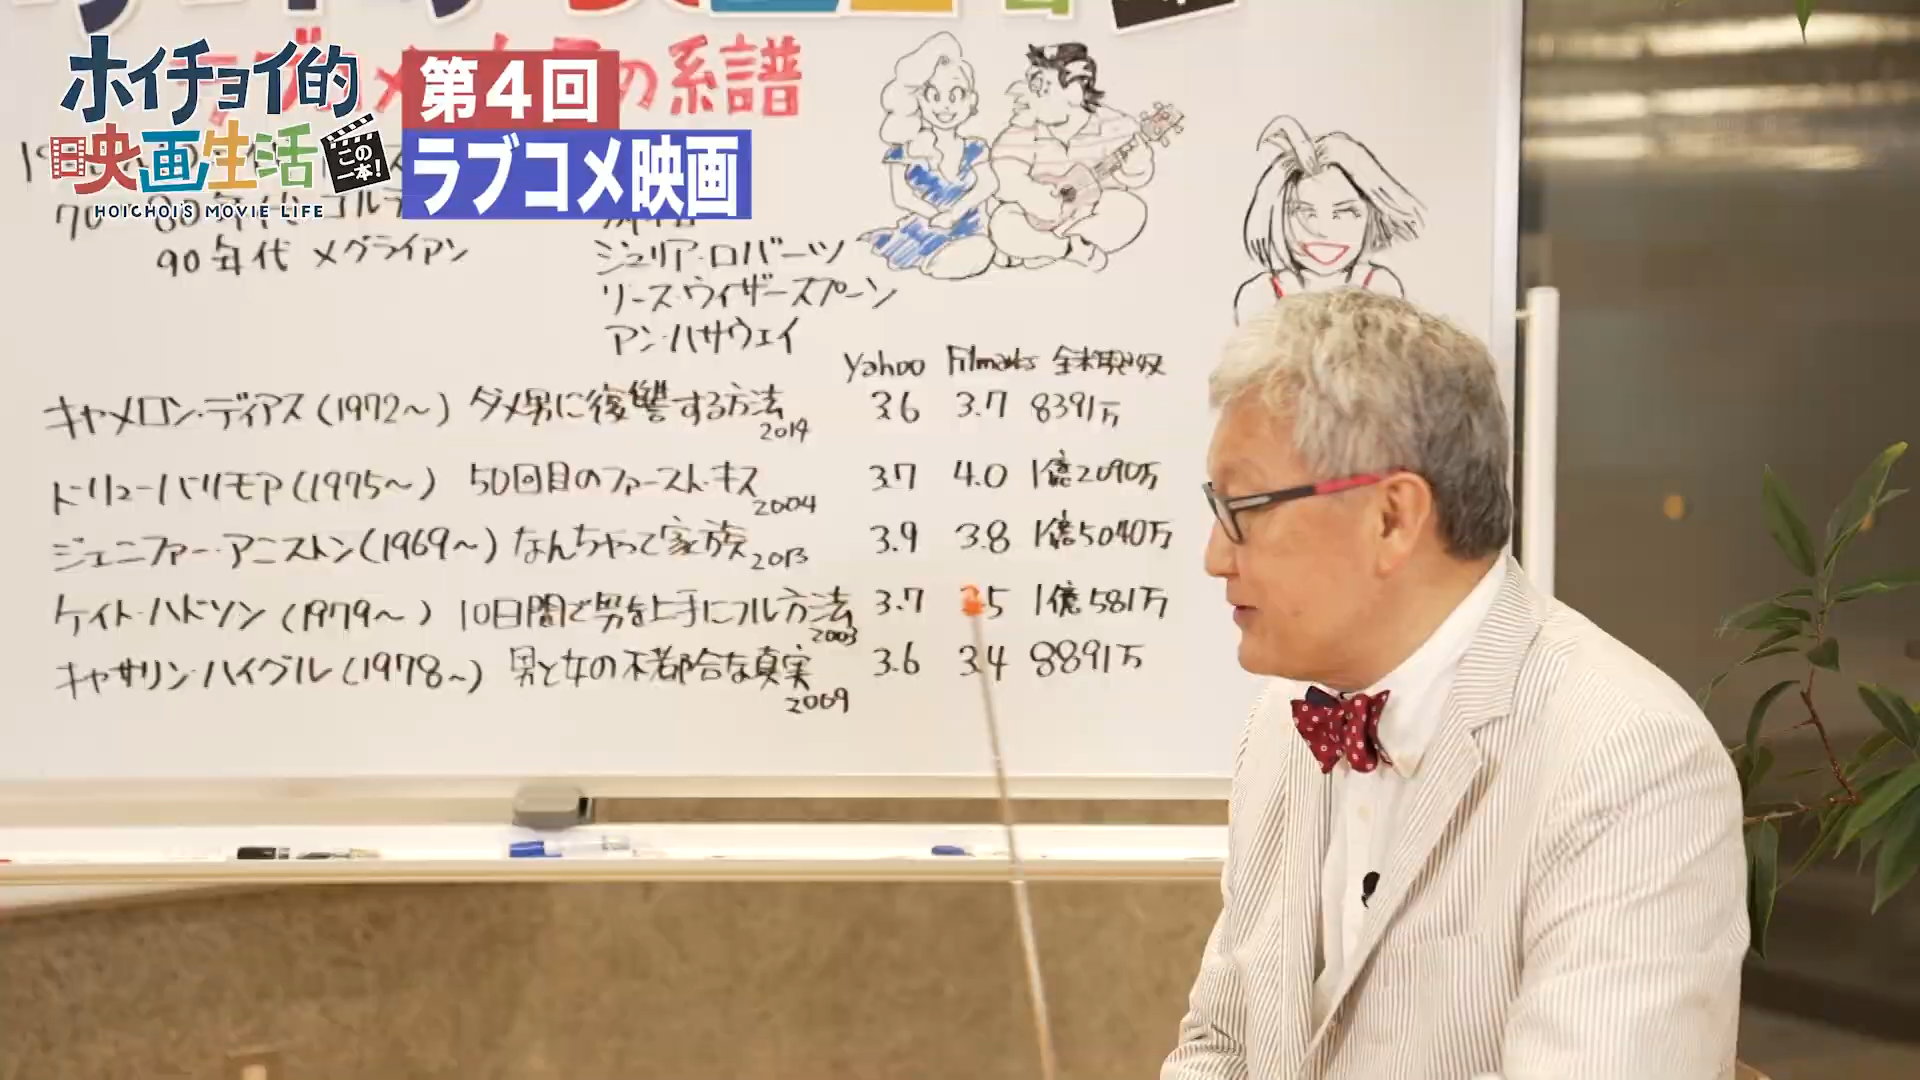 ホイチョイ的
映画生活
この
一本!
HOICHOI'S MOVIE LIFE
第4回
ラブコメ映画
の系譜
70 80年代 ゴルデ
90年代 メグライアン
ジュリア・ロバーツ
リース・ウィザースプーン
アン・ハサウェイ
Yahoo Filmarks 全米興収
キャメロン・ディアス(1972~) ダメ男に復讐する方法 2014 3.6 3.7 8391万
ドリュー・バリモア(1975~) 50回目のファースト・キス 2004 3.7 4.0 1億2090万
ジェニファー・アニストン(1969~) なんちゃって家族 2013 3.9 3.8 1億5040万
ケイト・ハドソン(1979~) 10日間で男を上手にフル方法 2003 3.7 5 1億581万
キャサリン・ハイグル(1978~) 男と女の不都合な真実 2009 3.6 3.4 8891万